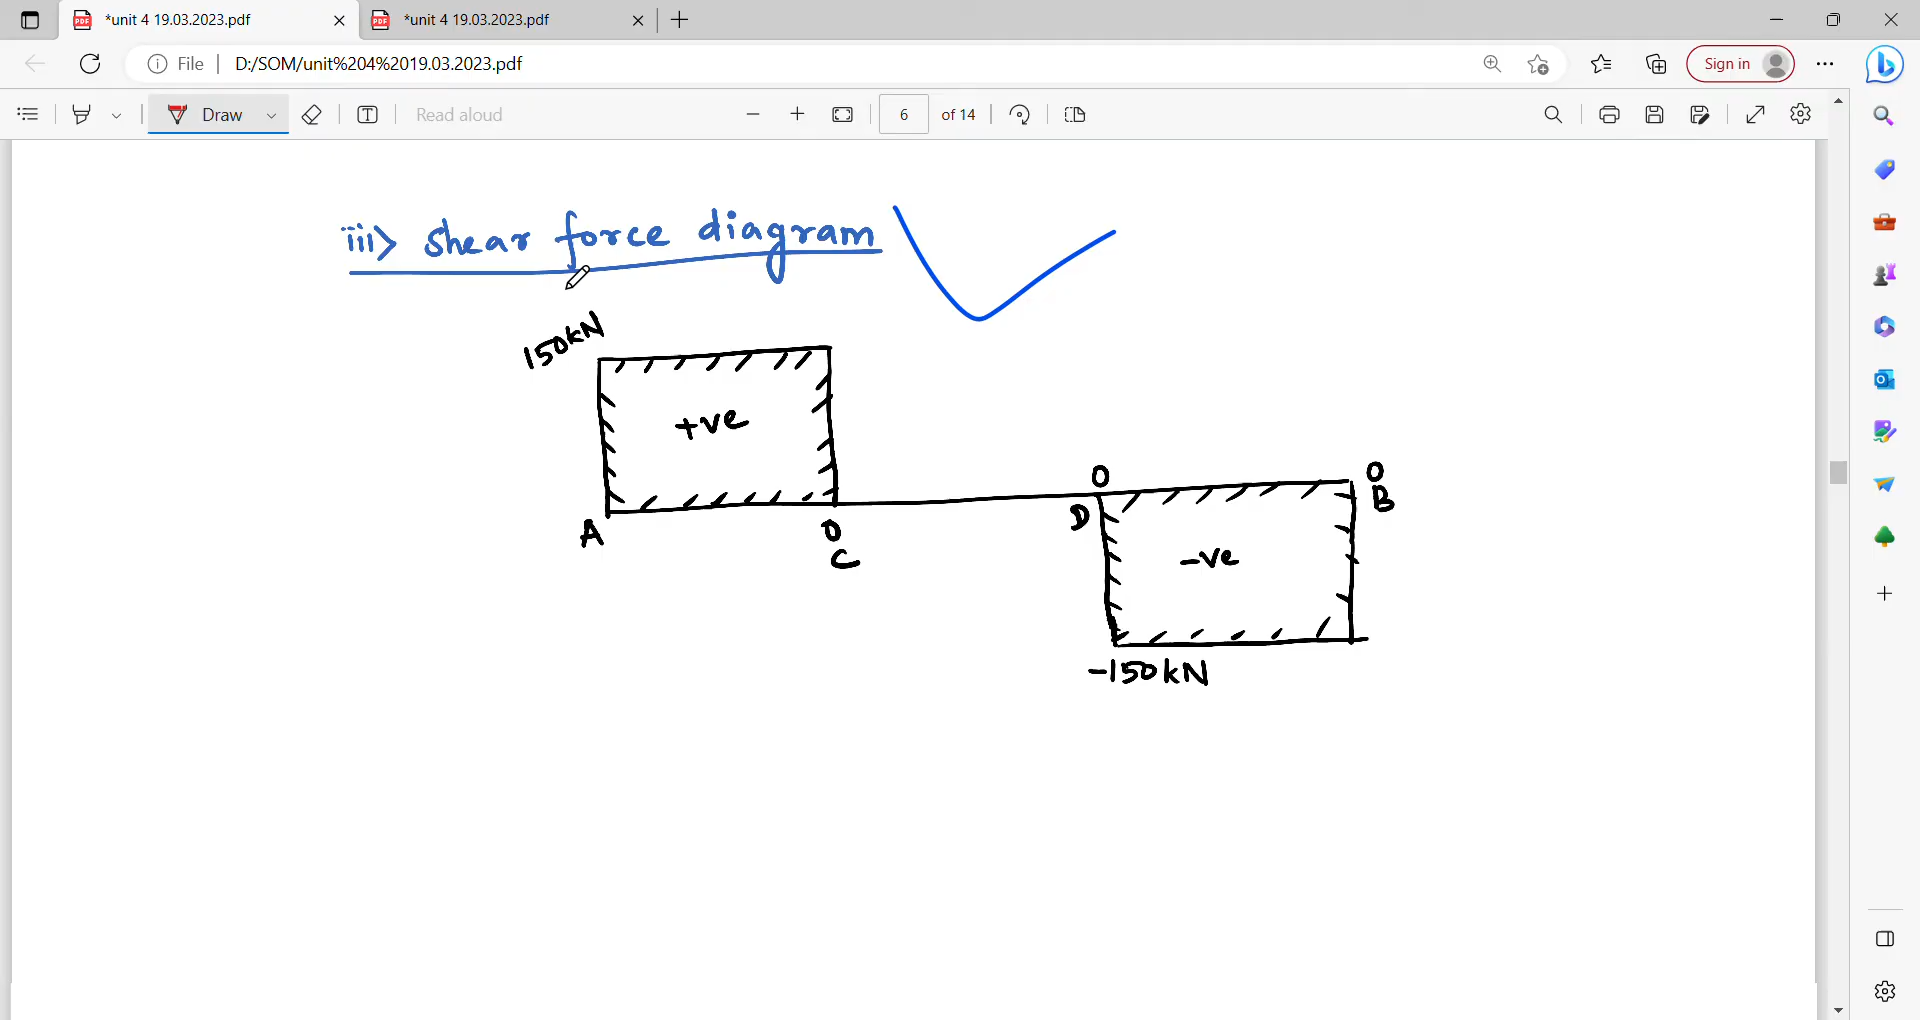 *unit 4 19.03.2023.pdf
*unit 4 19.03.2023.pdf
File
D:/SOM/unit%204%2019.03.2023.pdf
Sign in
Draw
Read aloud
6 of 14
iii> shear force diagram
150kN
+ve
A
0
C
0
D
0
B
-ve
-150kN